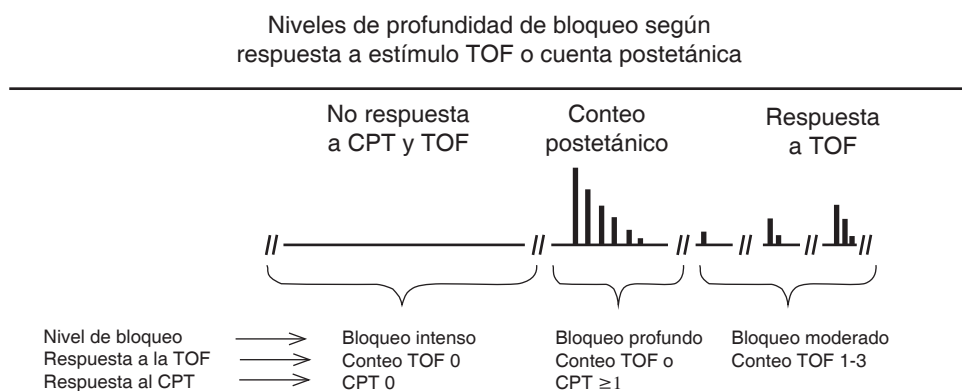 Niveles de profundidad de bloqueo según
respuesta a estímulo TOF o cuenta postetánica
No respuesta
a CPT y TOF
Conteo
postetánico
Respuesta
a TOF
Nivel de bloqueo
Respuesta a la TOF
Respuesta al CPT
Bloqueo intenso
Conteo TOF 0
CPT 0
Bloqueo profundo
Conteo TOF o
CPT ≥1
Bloqueo moderado
Conteo TOF 1-3